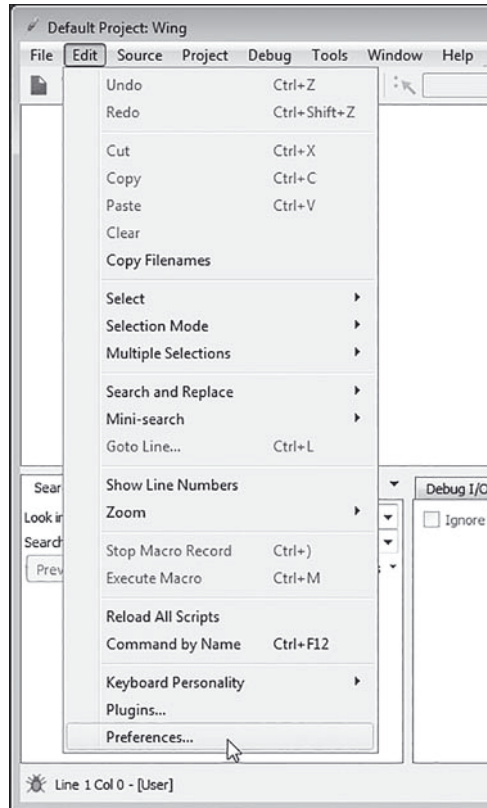 Default Project: Wing
File Edit Source Project Debug Tools Window Help
Undo Ctrl+Z
Redo Ctrl+Shift+Z
Cut Ctrl+X
Copy Ctrl+C
Paste Ctrl+V
Clear
Copy Filenames
Select
Selection Mode
Multiple Selections
Search and Replace
Mini-search
Goto Line... Ctrl+L
Show Line Numbers
Zoom
Stop Macro Record Ctrl+)
Execute Macro Ctrl+M
Reload All Scripts
Command by Name Ctrl+F12
Keyboard Personality
Plugins...
Preferences...
Sear
Look in
Search
Prev
Debug I/O
Ignore
Line 1 Col 0 - [User]